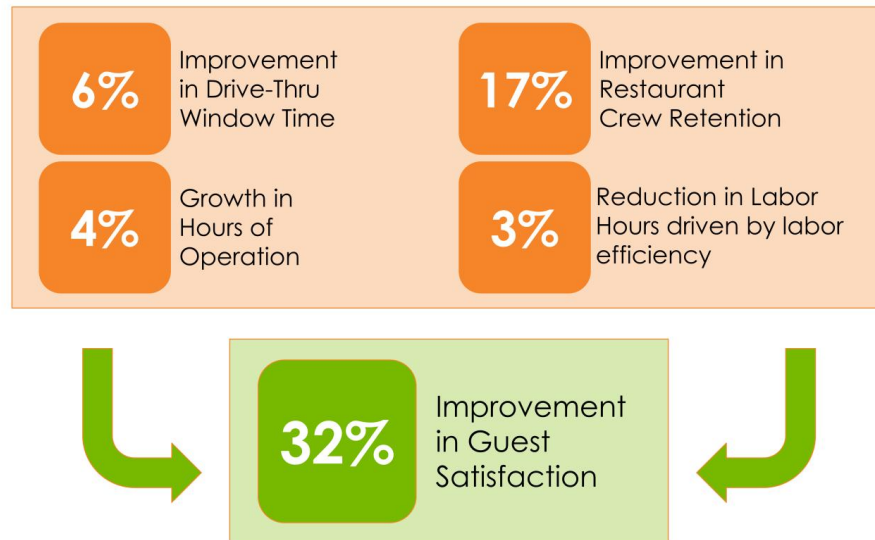 6%
Improvement
in Drive-Thru
Window Time
17%
Improvement in
Restaurant
Crew Retention
4%
Growth in
Hours of
Operation
3%
Reduction in Labor
Hours driven by labor
efficiency
32%
Improvement
in Guest
Satisfaction